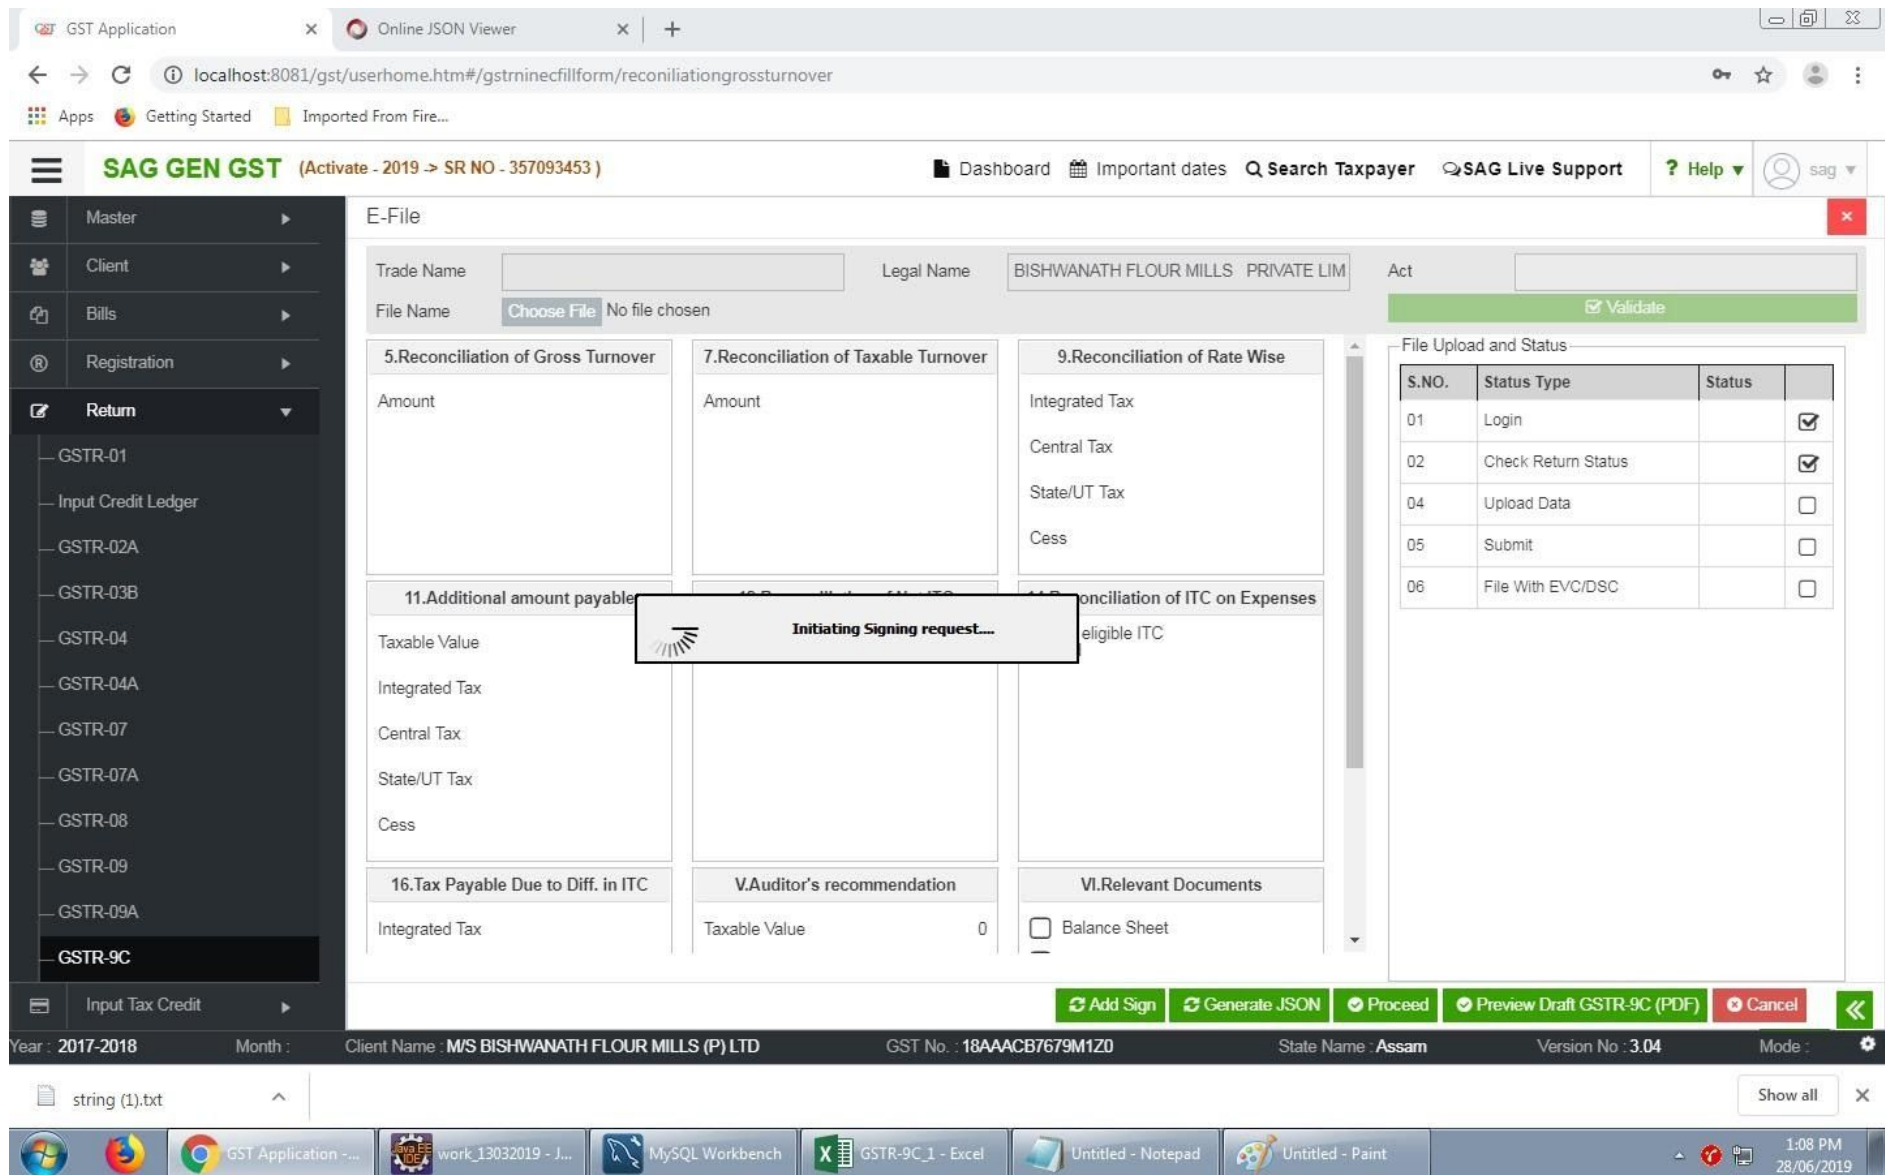 GST Application
Online JSON Viewer
localhost:8081/gst/userhome.htm#/gstrninecfillform/reconiliationgrossturnover
Apps Getting Started Imported From Fire...
SAG GEN GST (Activate - 2019 -> SR NO - 357093453 )
Dashboard Important dates Search Taxpayer SAG Live Support ? Help sag
Master
Client
Bills
Registration
Return
GSTR-01
Input Credit Ledger
GSTR-02A
GSTR-03B
GSTR-04
GSTR-04A
GSTR-07
GSTR-07A
GSTR-08
GSTR-09
GSTR-09A
GSTR-9C
Input Tax Credit
E-File
Trade Name
Legal Name BISHWANATH FLOUR MILLS PRIVATE LIM
Act
File Name Choose File No file chosen
Validate
5.Reconciliation of Gross Turnover
Amount
7.Reconciliation of Taxable Turnover
Amount
9.Reconciliation of Rate Wise
Integrated Tax
Central Tax
State/UT Tax
Cess
11.Additional amount payable
Taxable Value
Integrated Tax
Central Tax
State/UT Tax
Cess
onciliation of ITC on Expenses
eligible ITC
Initiating Signing request....
16.Tax Payable Due to Diff. in ITC
Integrated Tax
V.Auditor's recommendation
Taxable Value 0
VI.Relevant Documents
Balance Sheet
File Upload and Status
S.NO. Status Type Status
01 Login
02 Check Return Status
04 Upload Data
05 Submit
06 File With EVC/DSC
Add Sign Generate JSON Proceed Preview Draft GSTR-9C (PDF) Cancel
Year : 2017-2018 Month : Client Name : M/S BISHWANATH FLOUR MILLS (P) LTD GST No. : 18AAACB7679M1Z0 State Name : Assam Version No : 3.04 Mode :
string (1).txt
Show all
GST Application -... work_13032019 - J... MySQL Workbench GSTR-9C_1 - Excel Untitled - Notepad Untitled - Paint
1:08 PM
28/06/2019